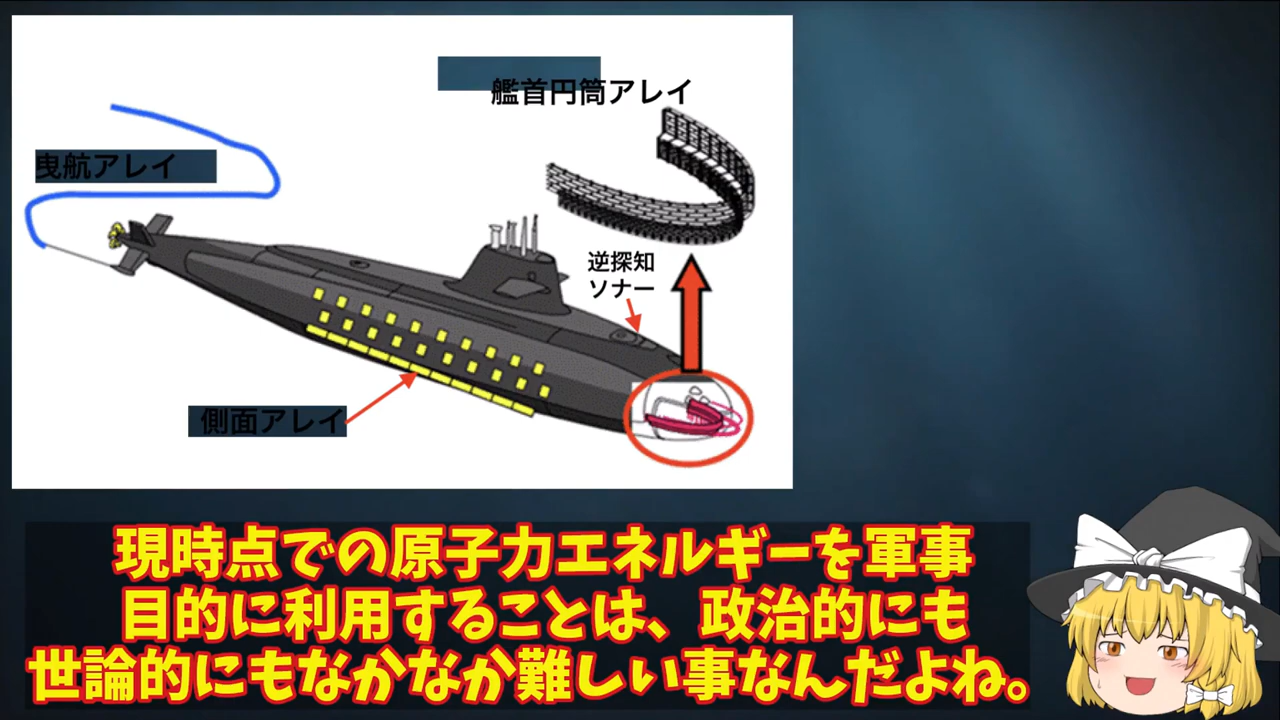 艦首円筒アレイ
曳航アレイ
逆探知
ソナー
側面アレイ
現時点での原子力エネルギーを軍事
目的に利用することは、政治的にも
世論的にもなかなか難しい事なんだよね。